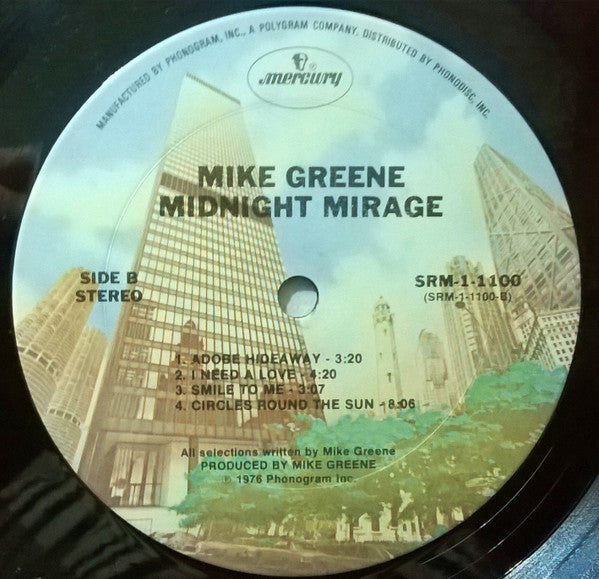 MANUFACTURED BY PHONOGRAM, INC., A POLYGRAM COMPANY, DISTRIBUTED BY PHONODISC, INC.
mercury ®
MIKE GREENE
MIDNIGHT MIRAGE
SIDE B
STEREO
SRM-1-1100
(SRM-1-1100-B)
1. ADOBE HIDEAWAY - 3:20
2. I NEED A LOVE - 4:20
3. SMILE TO ME - 3:07
4. CIRCLES ROUND THE SUN - 8:06
All selections written by Mike Greene
PRODUCED BY MIKE GREENE
℗ 1976 Phonogram Inc.